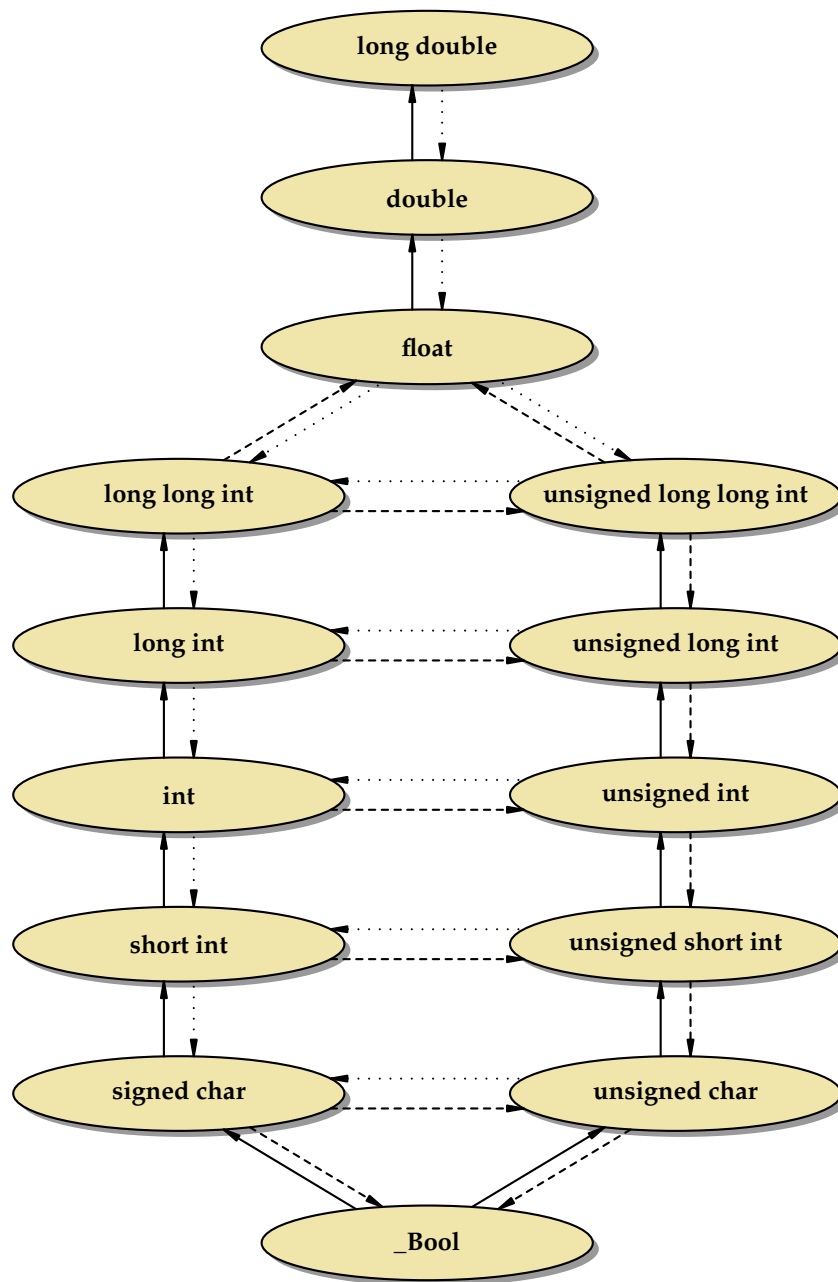 long double
double
float
long long int
unsigned long long int
long int
unsigned long int
int
unsigned int
short int
unsigned short int
signed char
unsigned char
_Bool